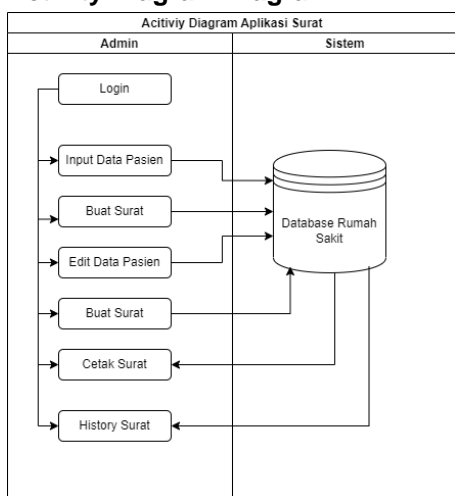 Acitiviy Diagram Aplikasi Surat
Admin
Sistem
Login
Input Data Pasien
Buat Surat
Edit Data Pasien
Database Rumah
Sakit
Buat Surat
Cetak Surat
History Surat